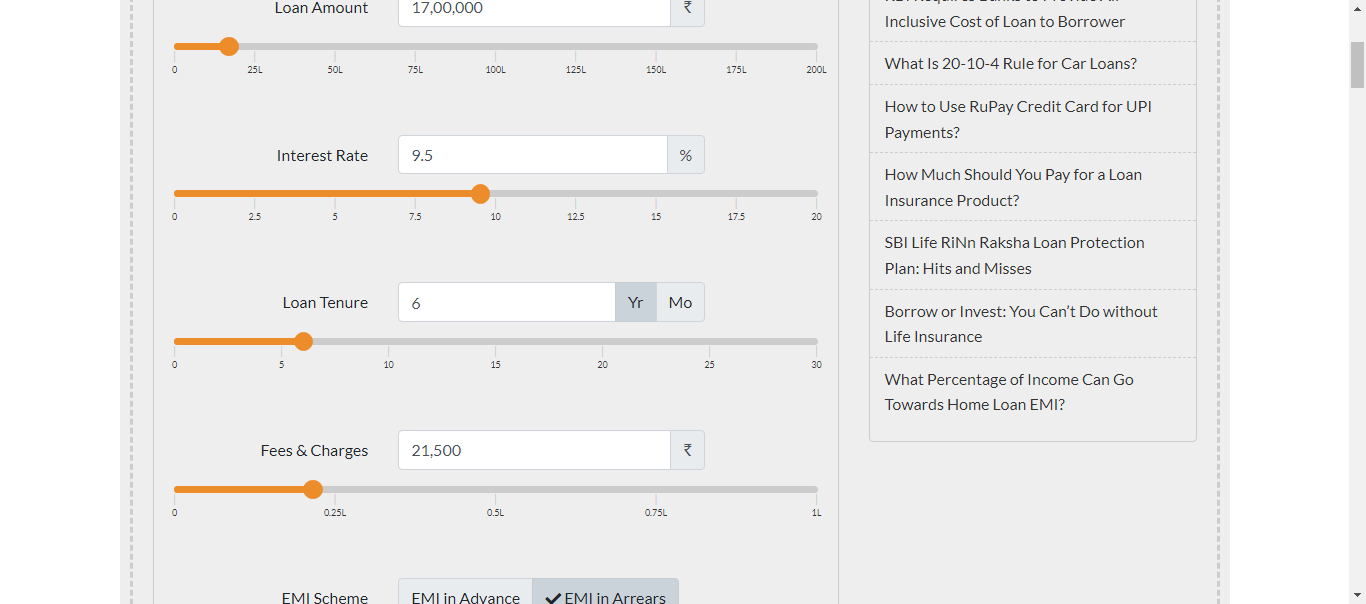 Loan Amount 17,00,000 ₹
0 25L 50L 75L 100L 125L 150L 175L 200L
Interest Rate 9.5 %
0 2.5 5 7.5 10 12.5 15 17.5 20
Loan Tenure 6 Yr Mo
0 5 10 15 20 25 30
Fees & Charges 21,500 ₹
0 0.25L 0.5L 0.75L 1L
EMI Scheme EMI in Advance EMI in Arrears
Inclusive Cost of Loan to Borrower
What Is 20-10-4 Rule for Car Loans?
How to Use RuPay Credit Card for UPI
Payments?
How Much Should You Pay for a Loan
Insurance Product?
SBI Life RiNn Raksha Loan Protection
Plan: Hits and Misses
Borrow or Invest: You Can’t Do without
Life Insurance
What Percentage of Income Can Go
Towards Home Loan EMI?